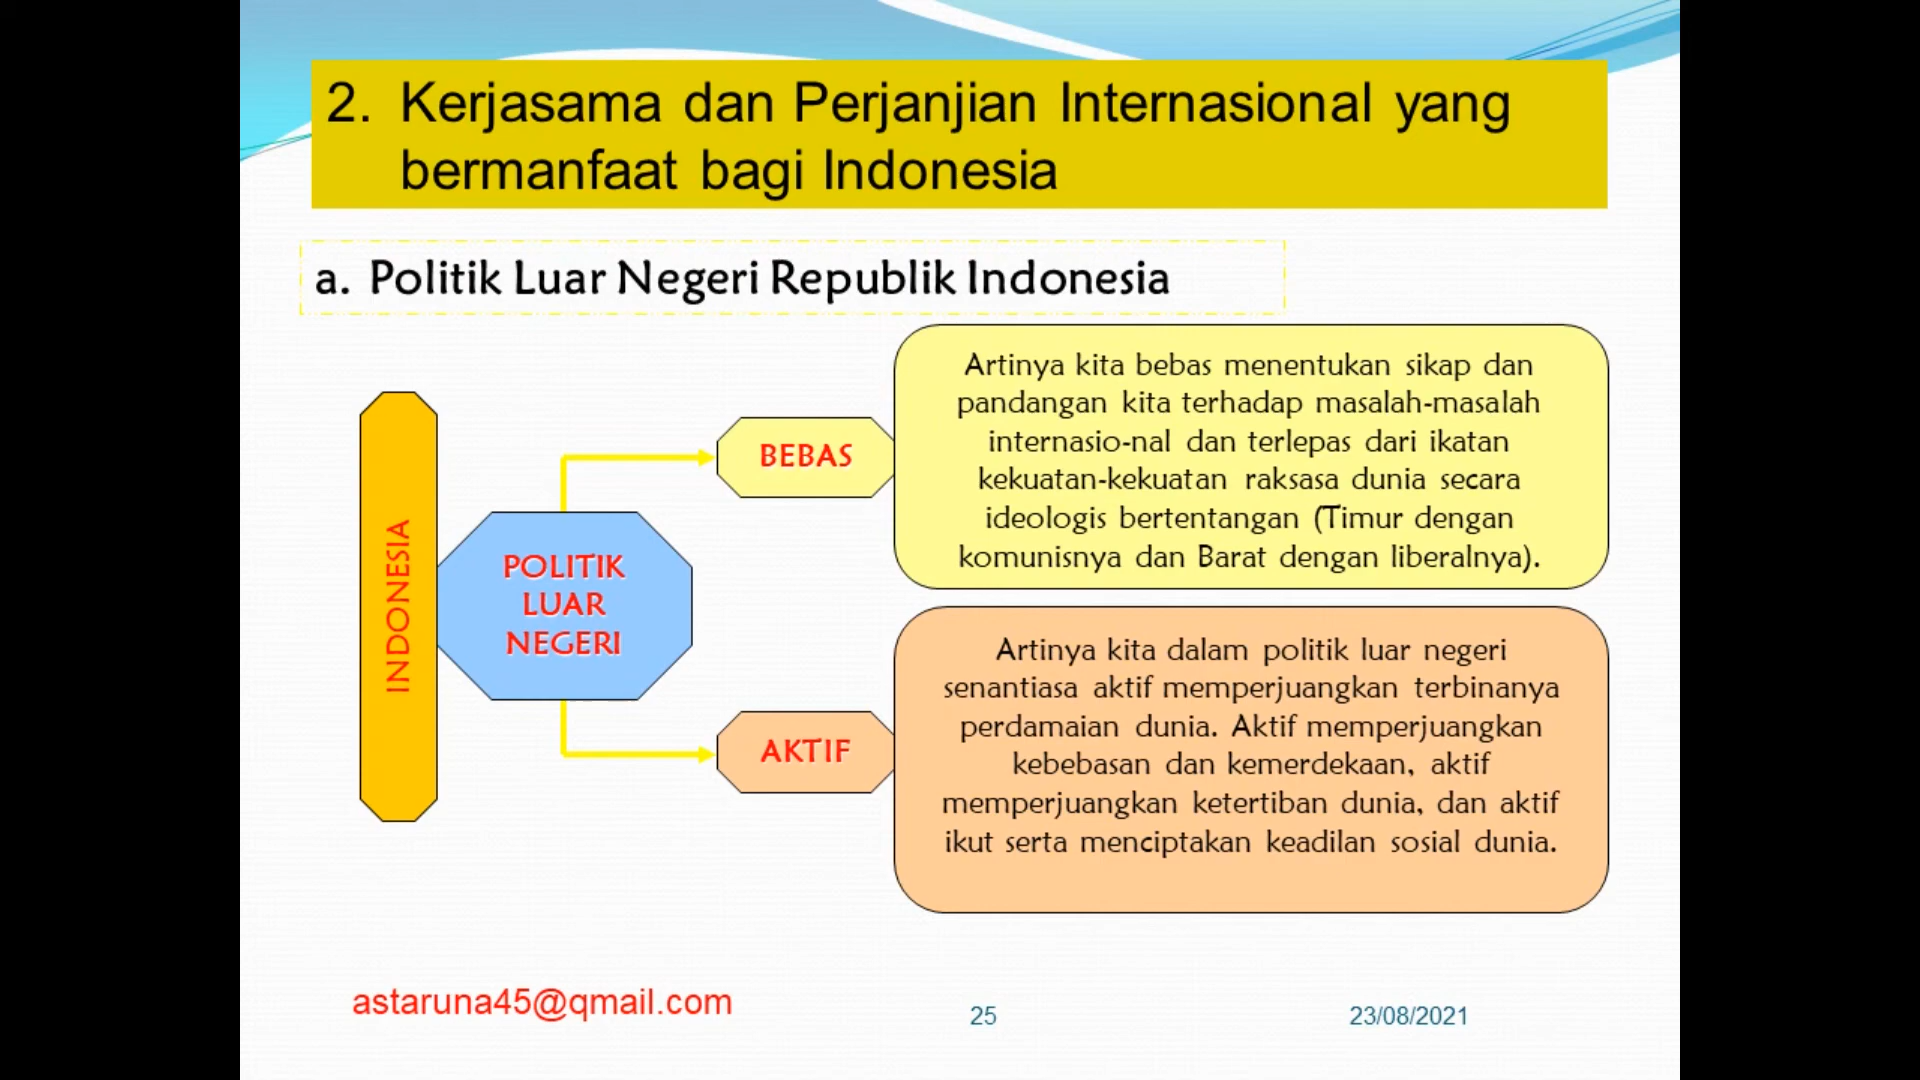 2. Kerjasama dan Perjanjian Internasional yang
bermanfaat bagi Indonesia
a. Politik Luar Negeri Republik Indonesia
INDONESIA
POLITIK
LUAR
NEGERI
BEBAS
Artinya kita bebas menentukan sikap dan
pandangan kita terhadap masalah-masalah
internasio-nal dan terlepas dari ikatan
kekuatan-kekuatan raksasa dunia secara
ideologis bertentangan (Timur dengan
komunisnya dan Barat dengan liberalnya).
AKTIF
Artinya kita dalam politik luar negeri
senantiasa aktif memperjuangkan terbinanya
perdamaian dunia. Aktif memperjuangkan
kebebasan dan kemerdekaan, aktif
memperjuangkan ketertiban dunia, dan aktif
ikut serta menciptakan keadilan sosial dunia.
astaruna45@qmail.com
25
23/08/2021